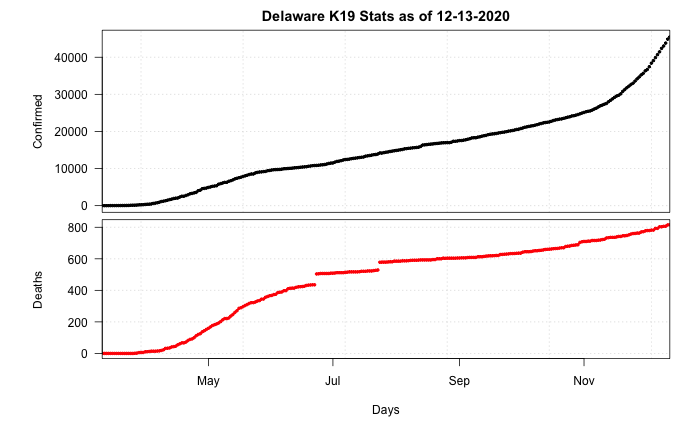 Delaware K19 Stats as of 12-13-2020
Confirmed
40000
30000
20000
10000
0
Deaths
800
600
400
200
0
May Jul Sep Nov
Days